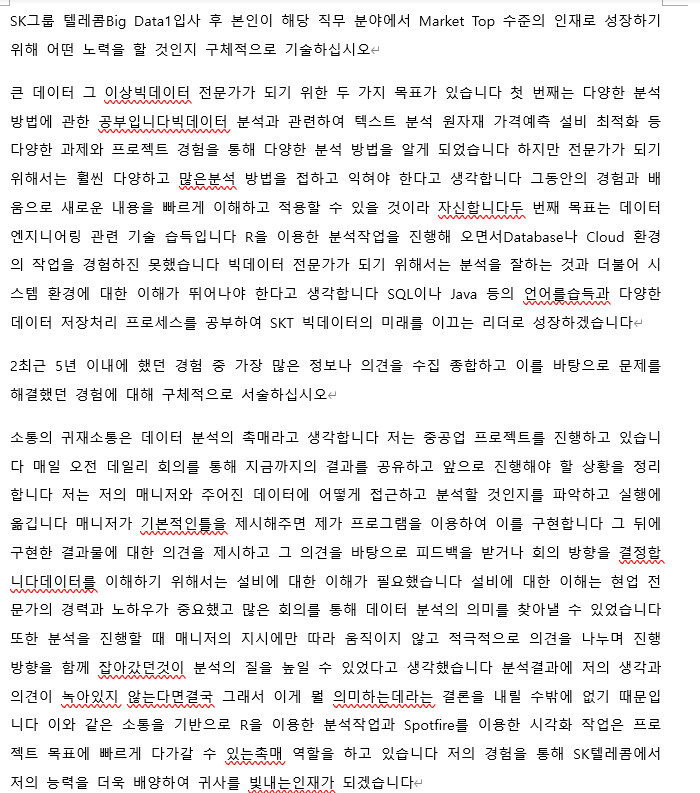 SK그룹 텔레콤Big Data1입사 후 본인이 해당 직무 분야에서 Market Top 수준의 인재로 성장하기
위해 어떤 노력을 할 것인지 구체적으로 기술하십시오
큰 데이터 그 이상빅데이터 전문가가 되기 위한 두 가지 목표가 있습니다 첫 번째는 다양한 분석
방법에 관한 공부입니다빅데이터 분석과 관련하여 텍스트 분석 원자재 가격예측 설비 최적화 등
다양한 과제와 프로젝트 경험을 통해 다양한 분석 방법을 알게 되었습니다 하지만 전문가가 되기
위해서는 훨씬 다양하고 많은분석 방법을 접하고 익혀야 한다고 생각합니다 그동안의 경험과 배
움으로 새로운 내용을 빠르게 이해하고 적용할 수 있을 것이라 자신합니다두 번째 목표는 데이터
엔지니어링 관련 기술 습득입니다 R을 이용한 분석작업을 진행해 오면서Database나 Cloud 환경
의 작업을 경험하진 못했습니다 빅데이터 전문가가 되기 위해서는 분석을 잘하는 것과 더불어 시
스템 환경에 대한 이해가 뛰어나야 한다고 생각합니다 SQL이나 Java 등의 언어를습득과 다양한
데이터 저장처리 프로세스를 공부하여 SKT 빅데이터의 미래를 이끄는 리더로 성장하겠습니다
2최근 5년 이내에 했던 경험 중 가장 많은 정보나 의견을 수집 종합하고 이를 바탕으로 문제를
해결했던 경험에 대해 구체적으로 서술하십시오
소통의 귀재소통은 데이터 분석의 촉매라고 생각합니다 저는 중공업 프로젝트를 진행하고 있습니
다 매일 오전 데일리 회의를 통해 지금까지의 결과를 공유하고 앞으로 진행해야 할 상황을 정리
합니다 저는 저의 매니저와 주어진 데이터에 어떻게 접근하고 분석할 것인지를 파악하고 실행에
옮깁니다 매니저가 기본적인틀을 제시해주면 제가 프로그램을 이용하여 이를 구현합니다 그 뒤에
구현한 결과물에 대한 의견을 제시하고 그 의견을 바탕으로 피드백을 받거나 회의 방향을 결정합
니다데이터를 이해하기 위해서는 설비에 대한 이해가 필요했습니다 설비에 대한 이해는 현업 전
문가의 경력과 노하우가 중요했고 많은 회의를 통해 데이터 분석의 의미를 찾아낼 수 있었습니다
또한 분석을 진행할 때 매니저의 지시에만 따라 움직이지 않고 적극적으로 의견을 나누며 진행
방향을 함께 잡아갔던것이 분석의 질을 높일 수 있었다고 생각했습니다 분석결과에 저의 생각과
의견이 녹아있지 않는다면결국 그래서 이게 뭘 의미하는데라는 결론을 내릴 수밖에 없기 때문입
니다 이와 같은 소통을 기반으로 R을 이용한 분석작업과 Spotfire를 이용한 시각화 작업은 프로
젝트 목표에 빠르게 다가갈 수 있는촉매 역할을 하고 있습니다 저의 경험을 통해 SK텔레콤에서
저의 능력을 더욱 배양하여 귀사를 빛내는인재가 되겠습니다